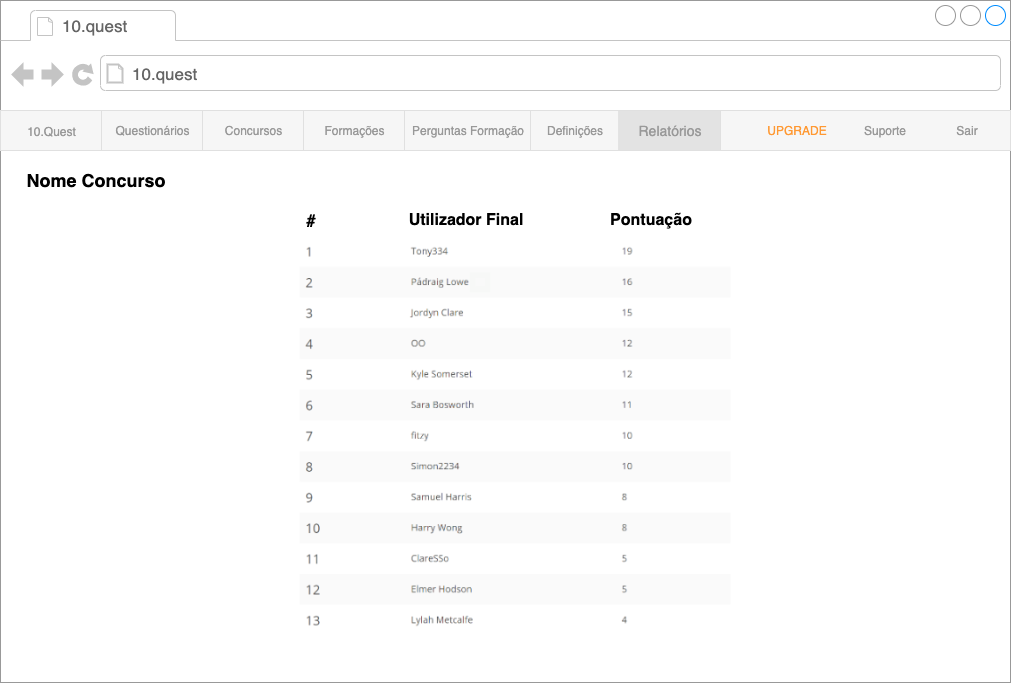 10.quest
10.quest
10.Quest Questionários Concursos Formações Perguntas Formação Definições Relatórios UPGRADE Suporte Sair
Nome Concurso
# Utilizador Final Pontuação
1 Tony334 19
2 Pádraig Lowe 16
3 Jordyn Clare 15
4 OO 12
5 Kyle Somerset 12
6 Sara Bosworth 11
7 fitzy 10
8 Simon2234 10
9 Samuel Harris 8
10 Harry Wong 8
11 ClareSSo 5
12 Elmer Hodson 5
13 Lylah Metcalfe 4